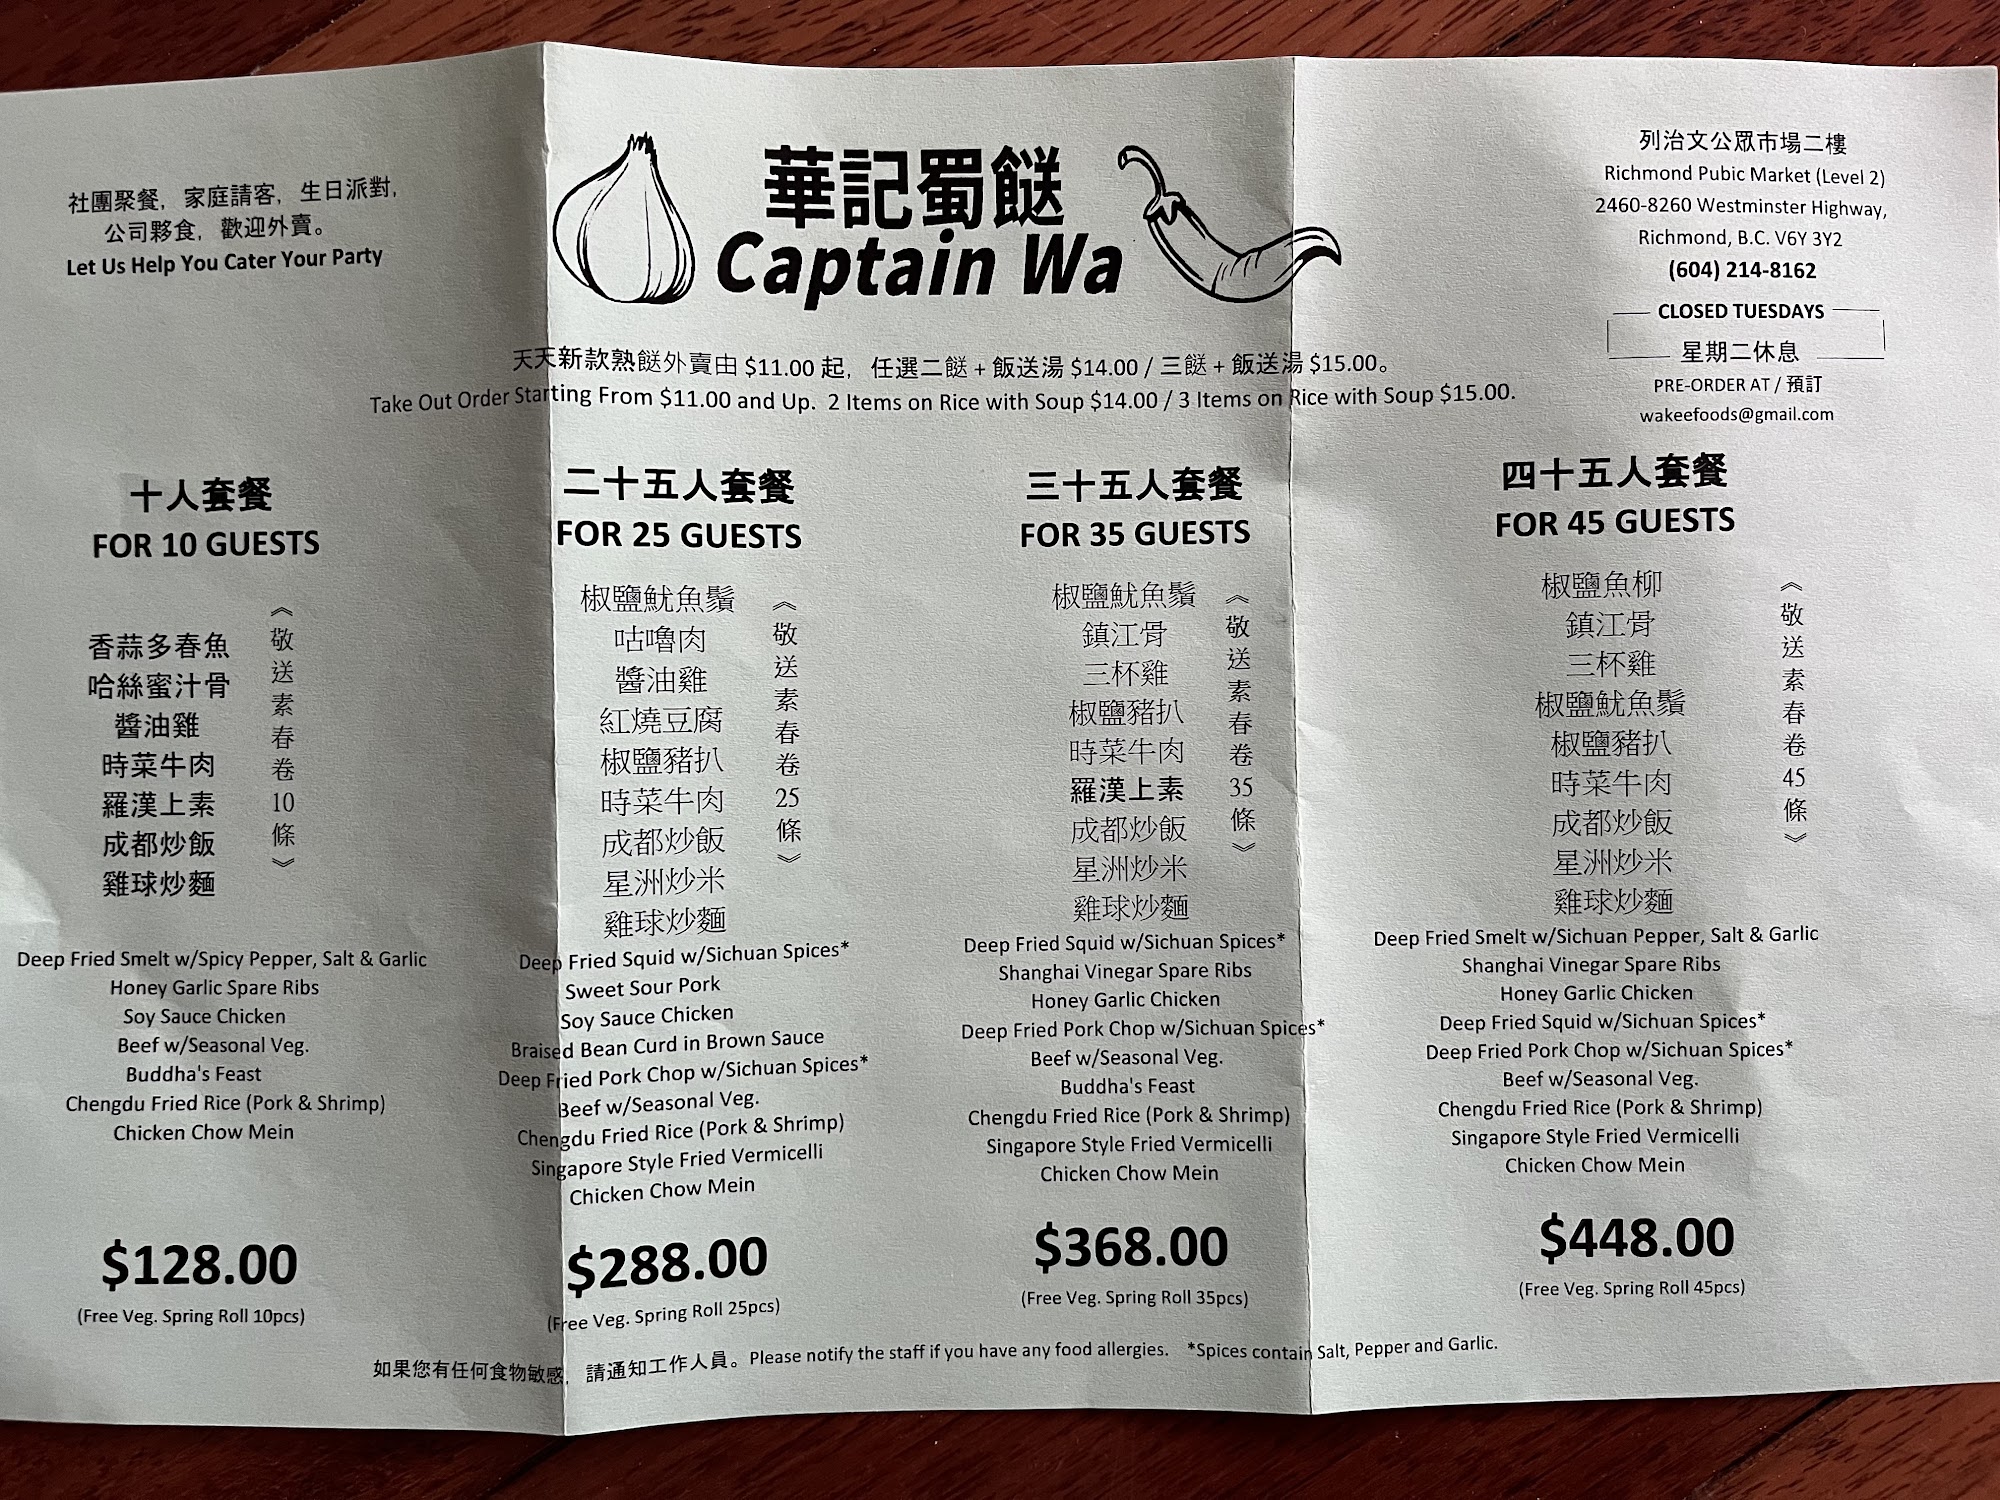 社團聚餐，家庭請客，生日派對，
公司夥食，歡迎外賣。
Let Us Help You Cater Your Party
華記蜀餸
Captain Wa
列治文公眾市場二樓
Richmond Pubic Market (Level 2)
2460-8260 Westminster Highway,
Richmond, B.C. V6Y 3Y2
(604) 214-8162
CLOSED TUESDAYS
星期二休息
PRE-ORDER AT / 預訂
wakeefoods@gmail.com
天天新款熟餸外賣由 $11.00 起，任選二餸 + 飯送湯 $14.00 / 三餸 + 飯送湯 $15.00。
Take Out Order Starting From $11.00 and Up. 2 Items on Rice with Soup $14.00 / 3 Items on Rice with Soup $15.00.
十人套餐
FOR 10 GUESTS
香蒜多春魚
哈絲蜜汁骨
醬油雞
時菜牛肉
羅漢上素
成都炒飯
雞球炒麵
《敬送素春卷10條》
Deep Fried Smelt w/Spicy Pepper, Salt & Garlic
Honey Garlic Spare Ribs
Soy Sauce Chicken
Beef w/Seasonal Veg.
Buddha's Feast
Chengdu Fried Rice (Pork & Shrimp)
Chicken Chow Mein
$128.00
(Free Veg. Spring Roll 10pcs)
二十五人套餐
FOR 25 GUESTS
椒鹽魷魚鬚
咕嚕肉
醬油雞
紅燒豆腐
椒鹽豬扒
時菜牛肉
成都炒飯
星洲炒米
雞球炒麵
《敬送素春卷25條》
Deep Fried Squid w/Sichuan Spices*
Sweet Sour Pork
Soy Sauce Chicken
Braised Bean Curd in Brown Sauce
Deep Fried Pork Chop w/Sichuan Spices*
Beef w/Seasonal Veg.
Chengdu Fried Rice (Pork & Shrimp)
Singapore Style Fried Vermicelli
Chicken Chow Mein
$288.00
(Free Veg. Spring Roll 25pcs)
三十五人套餐
FOR 35 GUESTS
椒鹽魷魚鬚
鎮江骨
三杯雞
椒鹽豬扒
時菜牛肉
羅漢上素
成都炒飯
星洲炒米
雞球炒麵
《敬送素春卷35條》
Deep Fried Squid w/Sichuan Spices*
Shanghai Vinegar Spare Ribs
Honey Garlic Chicken
Deep Fried Pork Chop w/Sichuan Spices*
Beef w/Seasonal Veg.
Buddha's Feast
Chengdu Fried Rice (Pork & Shrimp)
Singapore Style Fried Vermicelli
Chicken Chow Mein
$368.00
(Free Veg. Spring Roll 35pcs)
四十五人套餐
FOR 45 GUESTS
椒鹽魚柳
鎮江骨
三杯雞
椒鹽魷魚鬚
椒鹽豬扒
時菜牛肉
成都炒飯
星洲炒米
雞球炒麵
《敬送素春卷45條》
Deep Fried Smelt w/Sichuan Pepper, Salt & Garlic
Shanghai Vinegar Spare Ribs
Honey Garlic Chicken
Deep Fried Squid w/Sichuan Spices*
Deep Fried Pork Chop w/Sichuan Spices*
Beef w/Seasonal Veg.
Chengdu Fried Rice (Pork & Shrimp)
Singapore Style Fried Vermicelli
Chicken Chow Mein
$448.00
(Free Veg. Spring Roll 45pcs)
如果您有任何食物敏感，請通知工作人員。Please notify the staff if you have any food allergies. *Spices contain Salt, Pepper and Garlic.